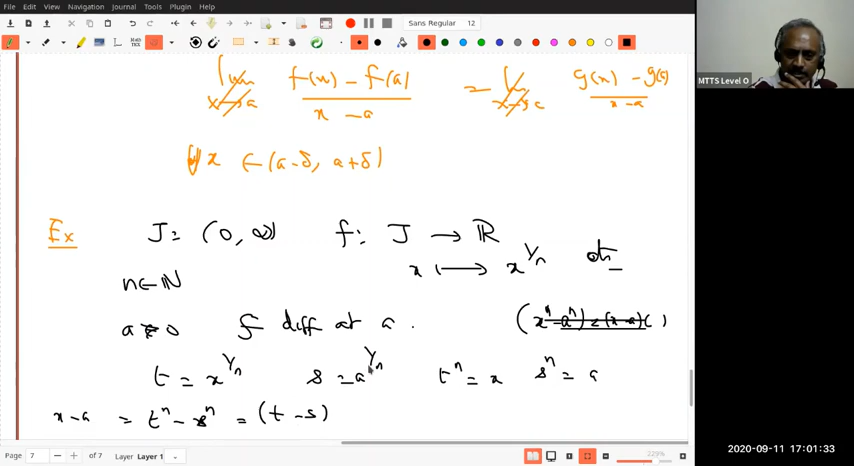 File Edit View Journal Tools Plugin Help
Sans Regular 12
lim x→a f(x) – f(a) / x – a = lim x→a g(x) – g(a) / x – a
∀ x ∈ (a–δ, a+δ)
Ex J = (0, ∞) f: J → ℝ
x ↦ x^{1/n}
n ∈ ℕ
a > 0 f diff at a. (x^n – a^n) = (x–a)( )
t = x^{1/n} s = a^{1/n} t^n = x s^n = a
x–a = t^n – s^n = (t – s)
MTTS Level O
Page 7 of 7 Layer Layer 1 229%
2020-09-11 17:01:33